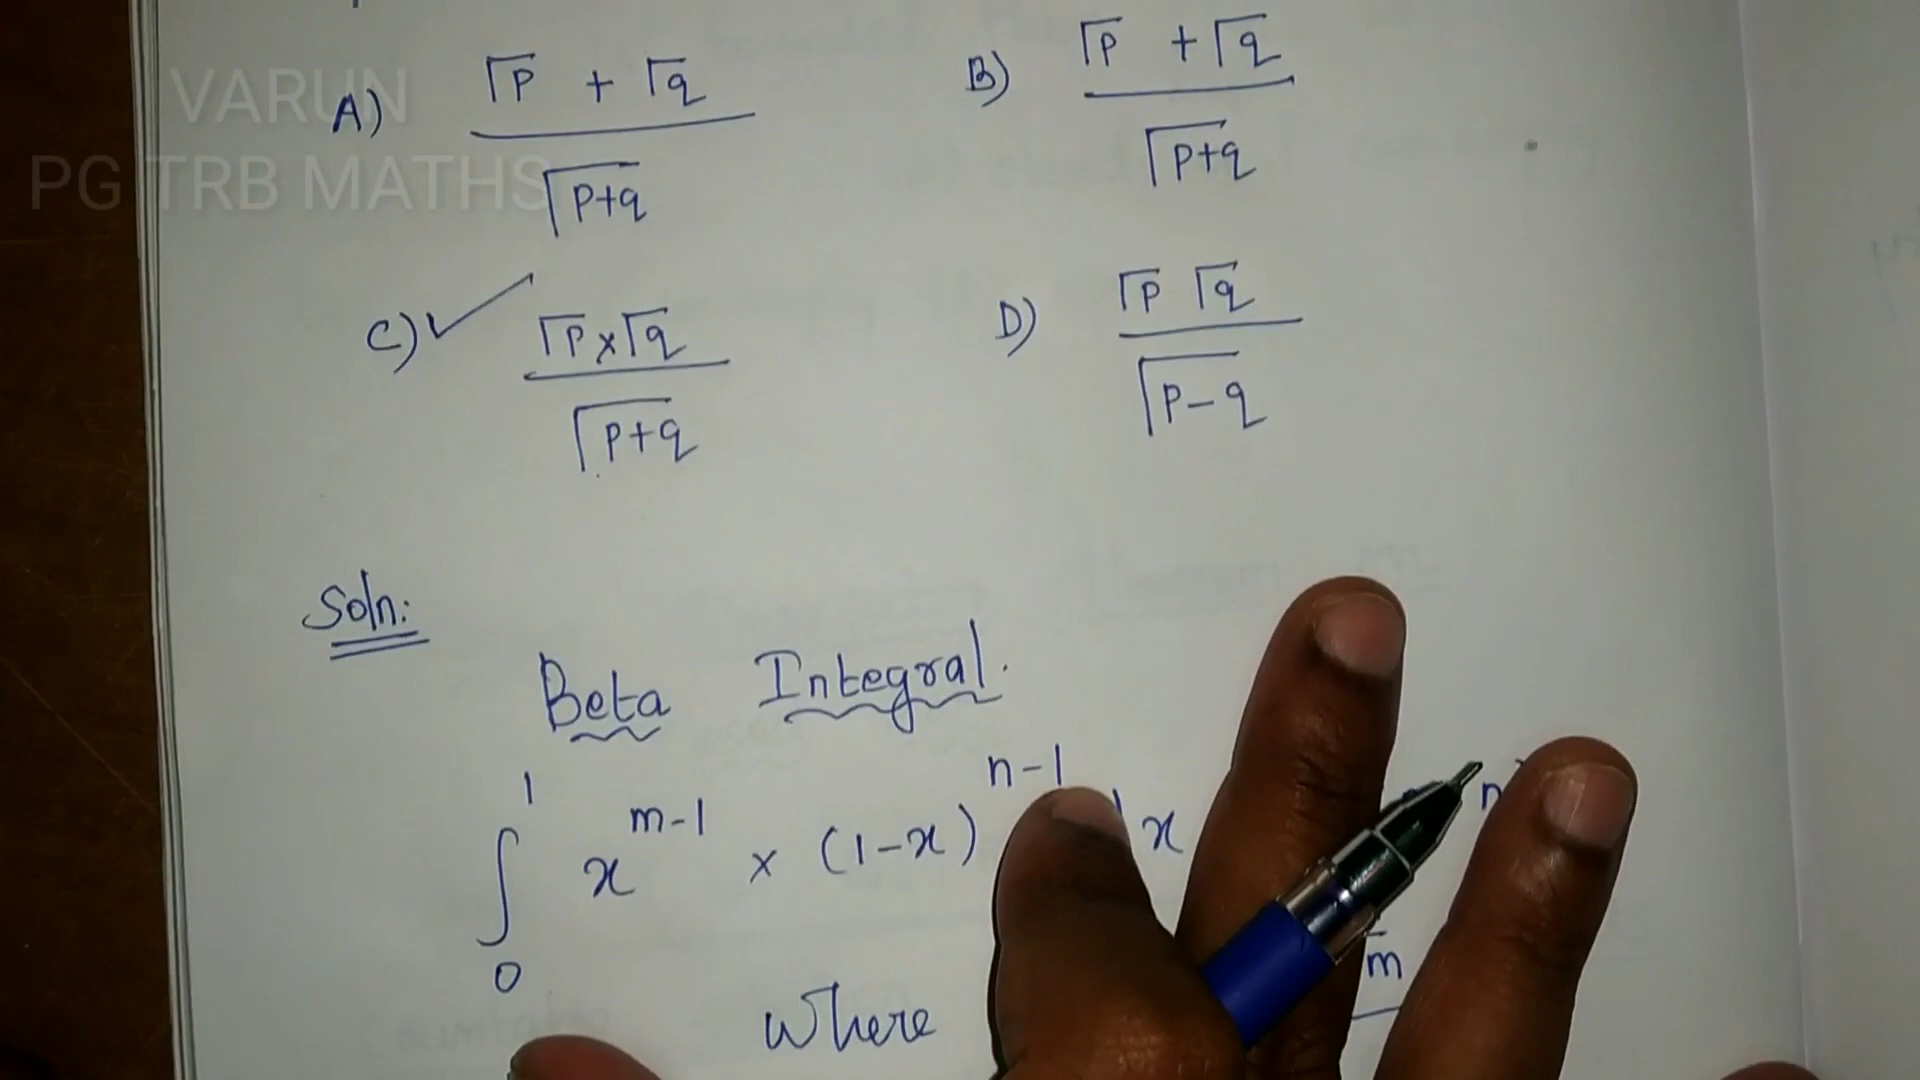 VARUN
PG TRB MATHS
A) Γp + Γq / Γp+q
B) Γp + Γq / Γp+q
C) ✓ Γp × Γq / Γp+q
D) Γp Γq / Γp-q
Soln:
Beta Integral.
∫₀¹ x^(m-1) × (1-x)^(n-1) x n
Where Γm